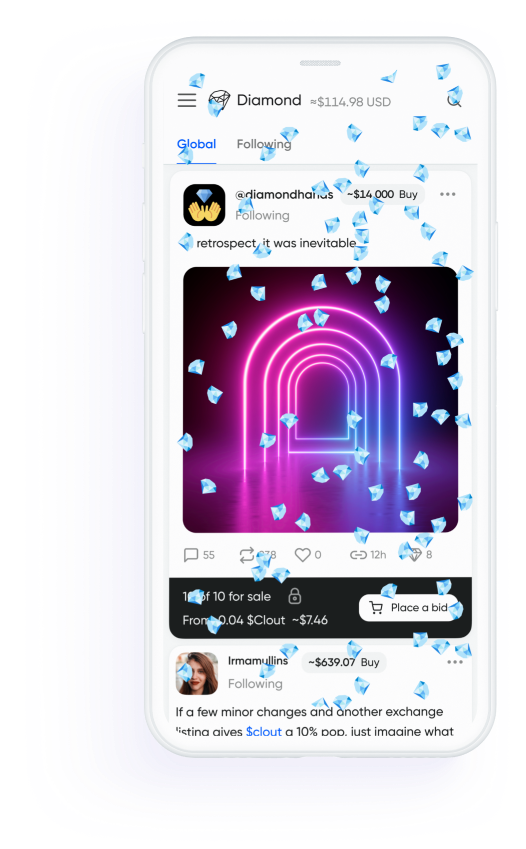 Diamond ≈$114.98 USD
Global Following
@diamondhands ~$14,000 Buy
Following
retrospect, it was inevitable
55 0 12h 8
of 10 for sale
From 0.04 $Clout ~$7.46
Place a bid
Irmamullins ~$639.07 Buy
Following
If a few minor changes and another exchange
listing gives $clout a 10% pop, just imagine what